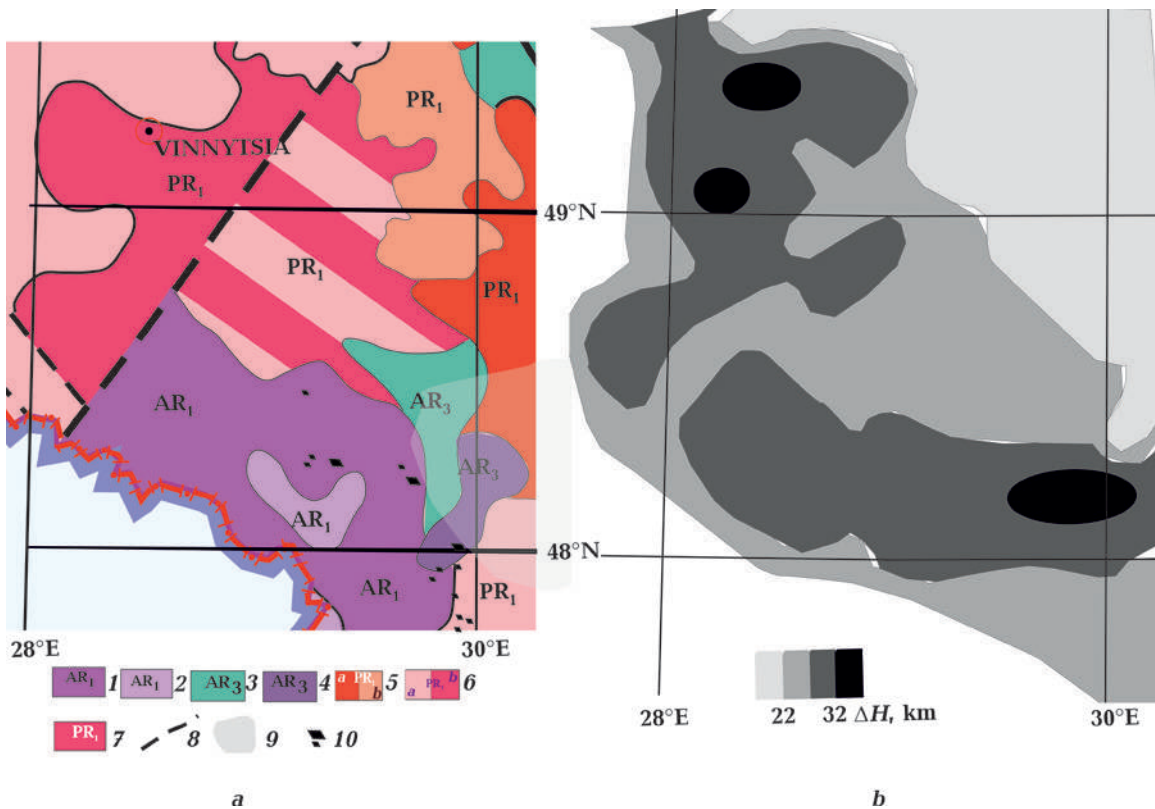 PR₁
VINNYTSIA
PR₁
49°N
PR₁
PR₁
AR₁
AR₃
AR₃
AR₁
48°N
AR₁
PR₁
28°E
30°E
AR₁ 1 AR₁ 2 AR₃ 3 AR₃ 4 a PR₁ b 5 a PR₁ b 6
PR₁ 7 8 9 10
22 32 ΔH, km
28°E
30°E
a
b